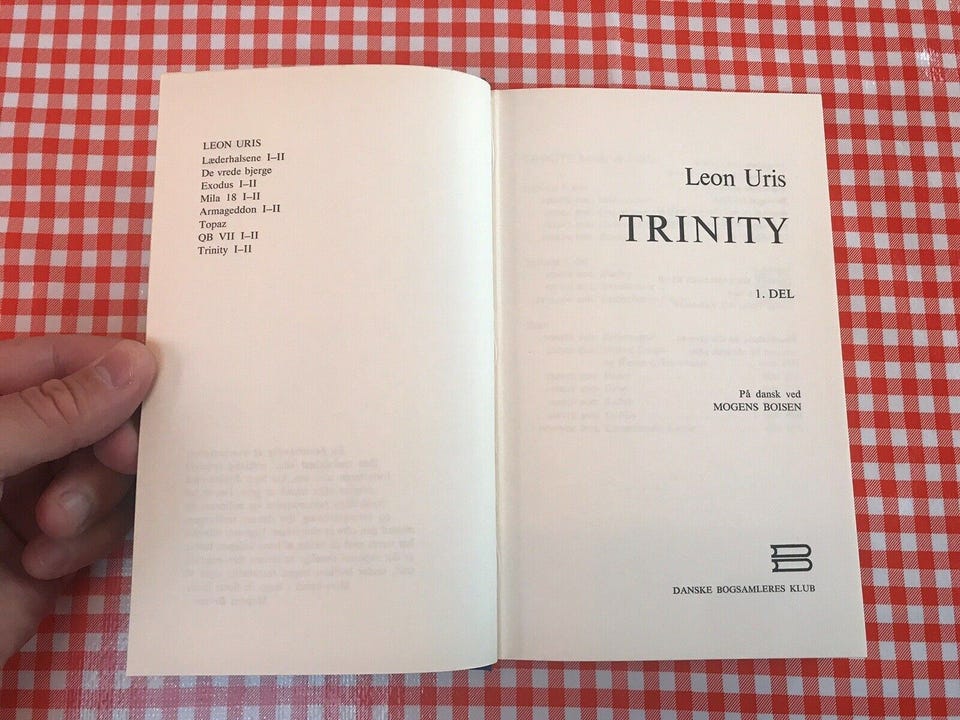 LEON URIS
Læderhalsene I–II
De vrede bjerge
Exodus I–II
Mila 18 I–II
Armageddon I–II
Topaz
QB VII I–II
Trinity I–II
Leon Uris
TRINITY
1. DEL
På dansk ved
MOGENS BOISEN
DANSKE BOGSAMLERES KLUB